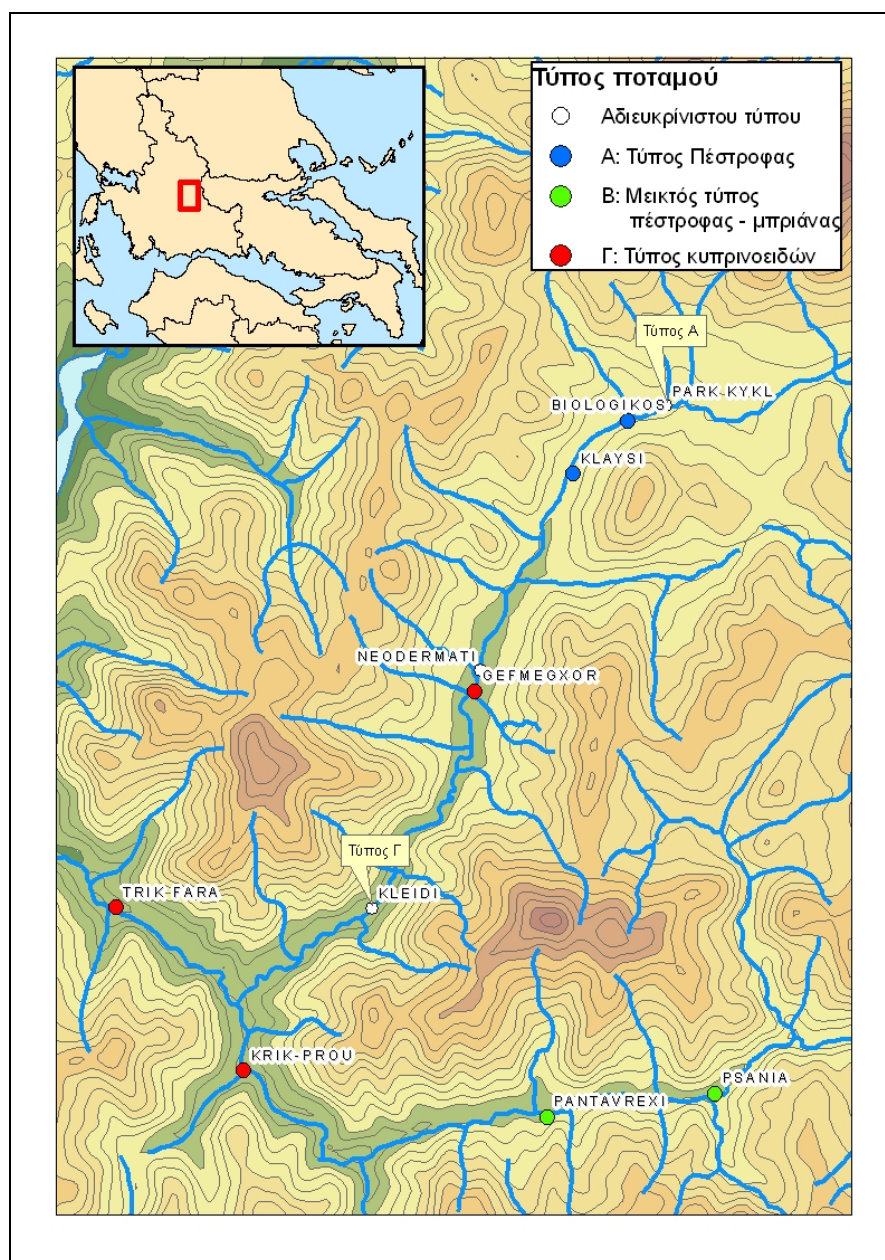 Τύπος ποταμού
Αδιευκρίνιστου τύπου
Α: Τύπος Πέστροφας
Β: Μεικτός τύπος
πέστροφας - μπριάνας
Γ: Τύπος κυπρινοειδών
Τύπος Α
PARK-KYKL
BIOLOGIKOS
KLAYSI
NEODERMATI
GEFMEGXOR
Τύπος Γ
TRIK-FARA
KLEIDI
KRIK-PROU
PSANIA
PANTAVREXI